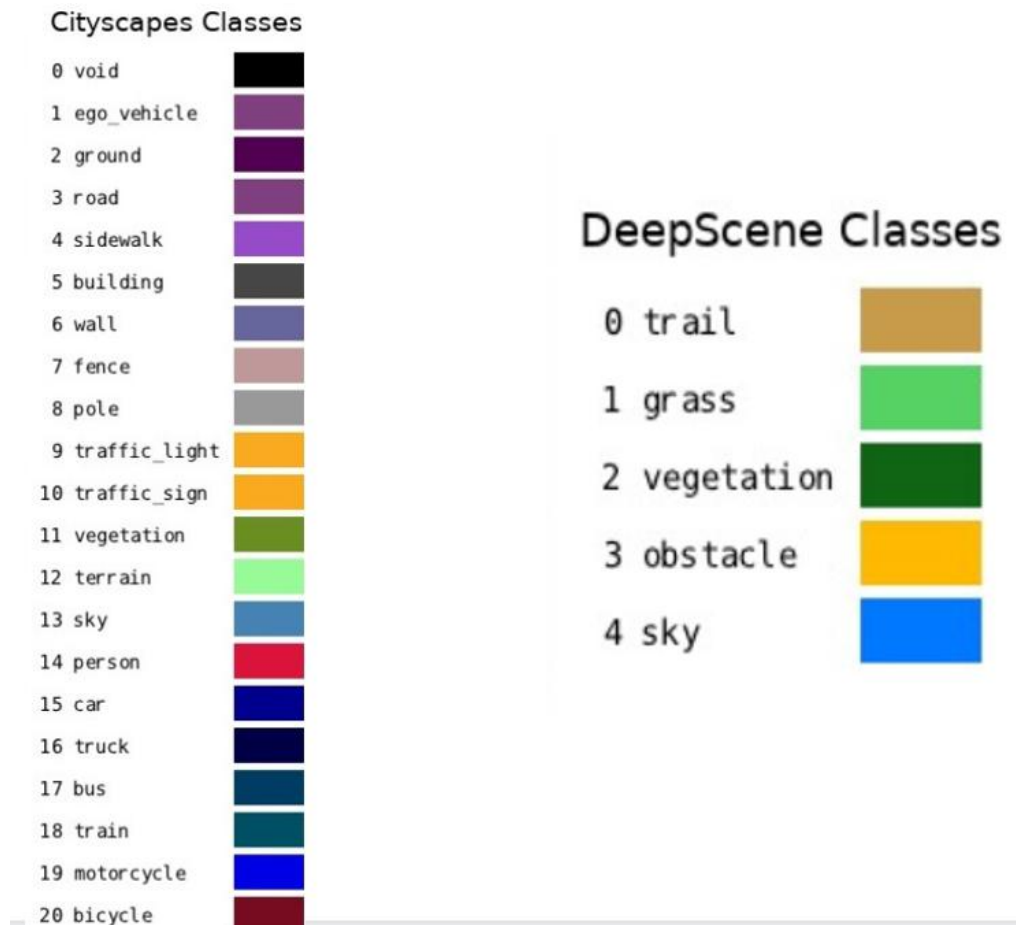 Cityscapes Classes
0 void
1 ego_vehicle
2 ground
3 road
4 sidewalk
5 building
6 wall
7 fence
8 pole
9 traffic_light
10 traffic_sign
11 vegetation
12 terrain
13 sky
14 person
15 car
16 truck
17 bus
18 train
19 motorcycle
20 bicycle
DeepScene Classes
0 trail
1 grass
2 vegetation
3 obstacle
4 sky